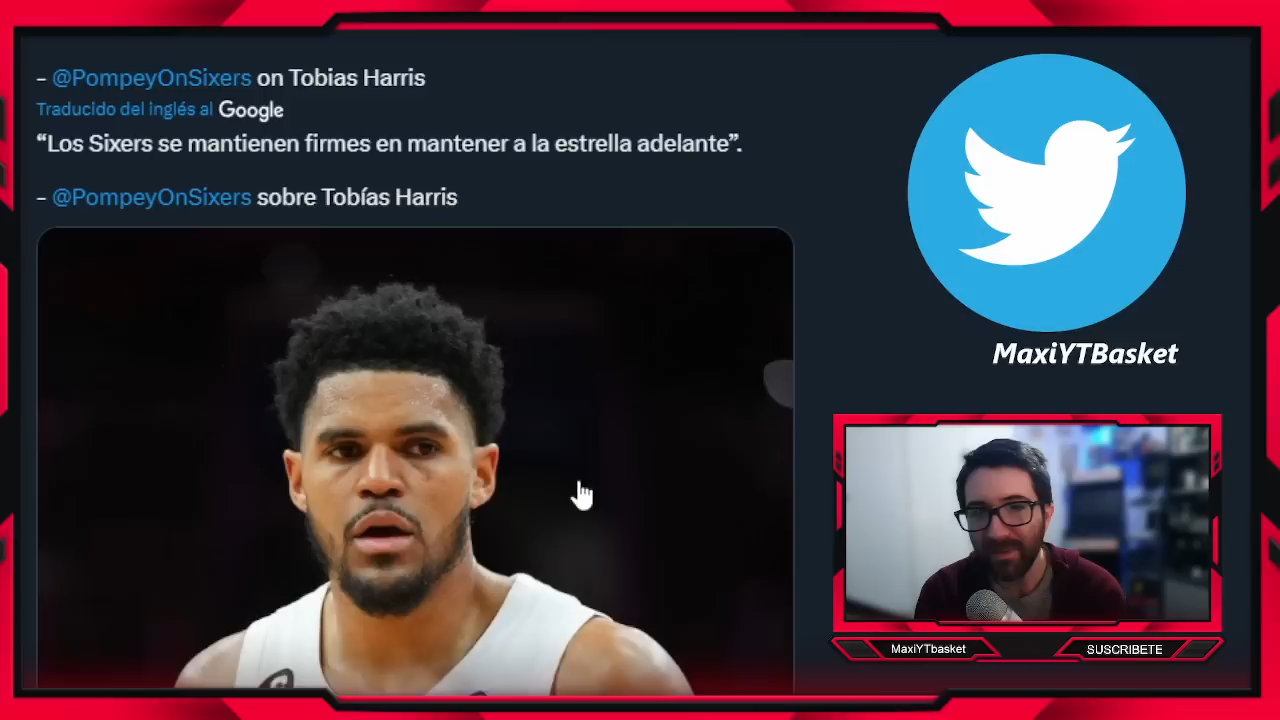 – @PompeyOnSixers on Tobias Harris
Traducido del inglés al Google
“Los Sixers se mantienen firmes en mantener a la estrella adelante”.
– @PompeyOnSixers sobre Tobías Harris
MaxiYTBasket
MaxiYTbasket
SUSCRIBETE